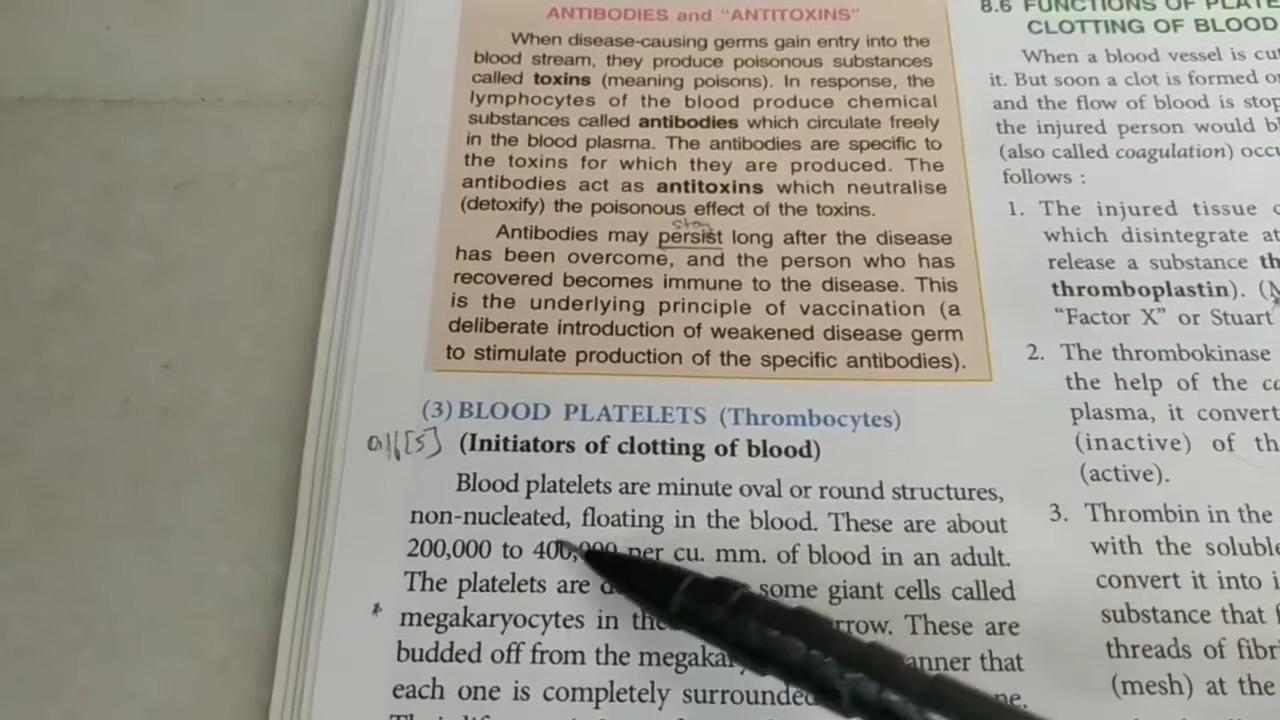 ANTIBODIES and "ANTITOXINS"
When disease-causing germs gain entry into the
blood stream, they produce poisonous substances
called toxins (meaning poisons). In response, the
lymphocytes of the blood produce chemical
substances called antibodies which circulate freely
in the blood plasma. The antibodies are specific to
the toxins for which they are produced. The
antibodies act as antitoxins which neutralise
(detoxify) the poisonous effect of the toxins.
stay
Antibodies may persist long after the disease
has been overcome, and the person who has
recovered becomes immune to the disease. This
is the underlying principle of vaccination (a
deliberate introduction of weakened disease germ
to stimulate production of the specific antibodies).
(3) BLOOD PLATELETS (Thrombocytes)
(Initiators of clotting of blood)
Blood platelets are minute oval or round structures,
non-nucleated, floating in the blood. These are about
200,000 to 400,000 per cu. mm. of blood in an adult.
The platelets are some giant cells called
* megakaryocytes in These are
budded off from the that
each one is completely surrounded
8.6 FUNCTIONS OF
CLOTTING OF BLOOD
When a blood vessel is
it. But soon a clot is formed
and the flow of blood is
the injured person would
(also called coagulation)
follows :
1. The injured tissue
which disintegrate
release a substance
thromboplastin).
"Factor X" or Stuart
2. The thrombokinase
the help of the
plasma, it convert
(inactive) of
(active).
3. Thrombin in the
with the
convert it into
substance that
threads of
(mesh) at the